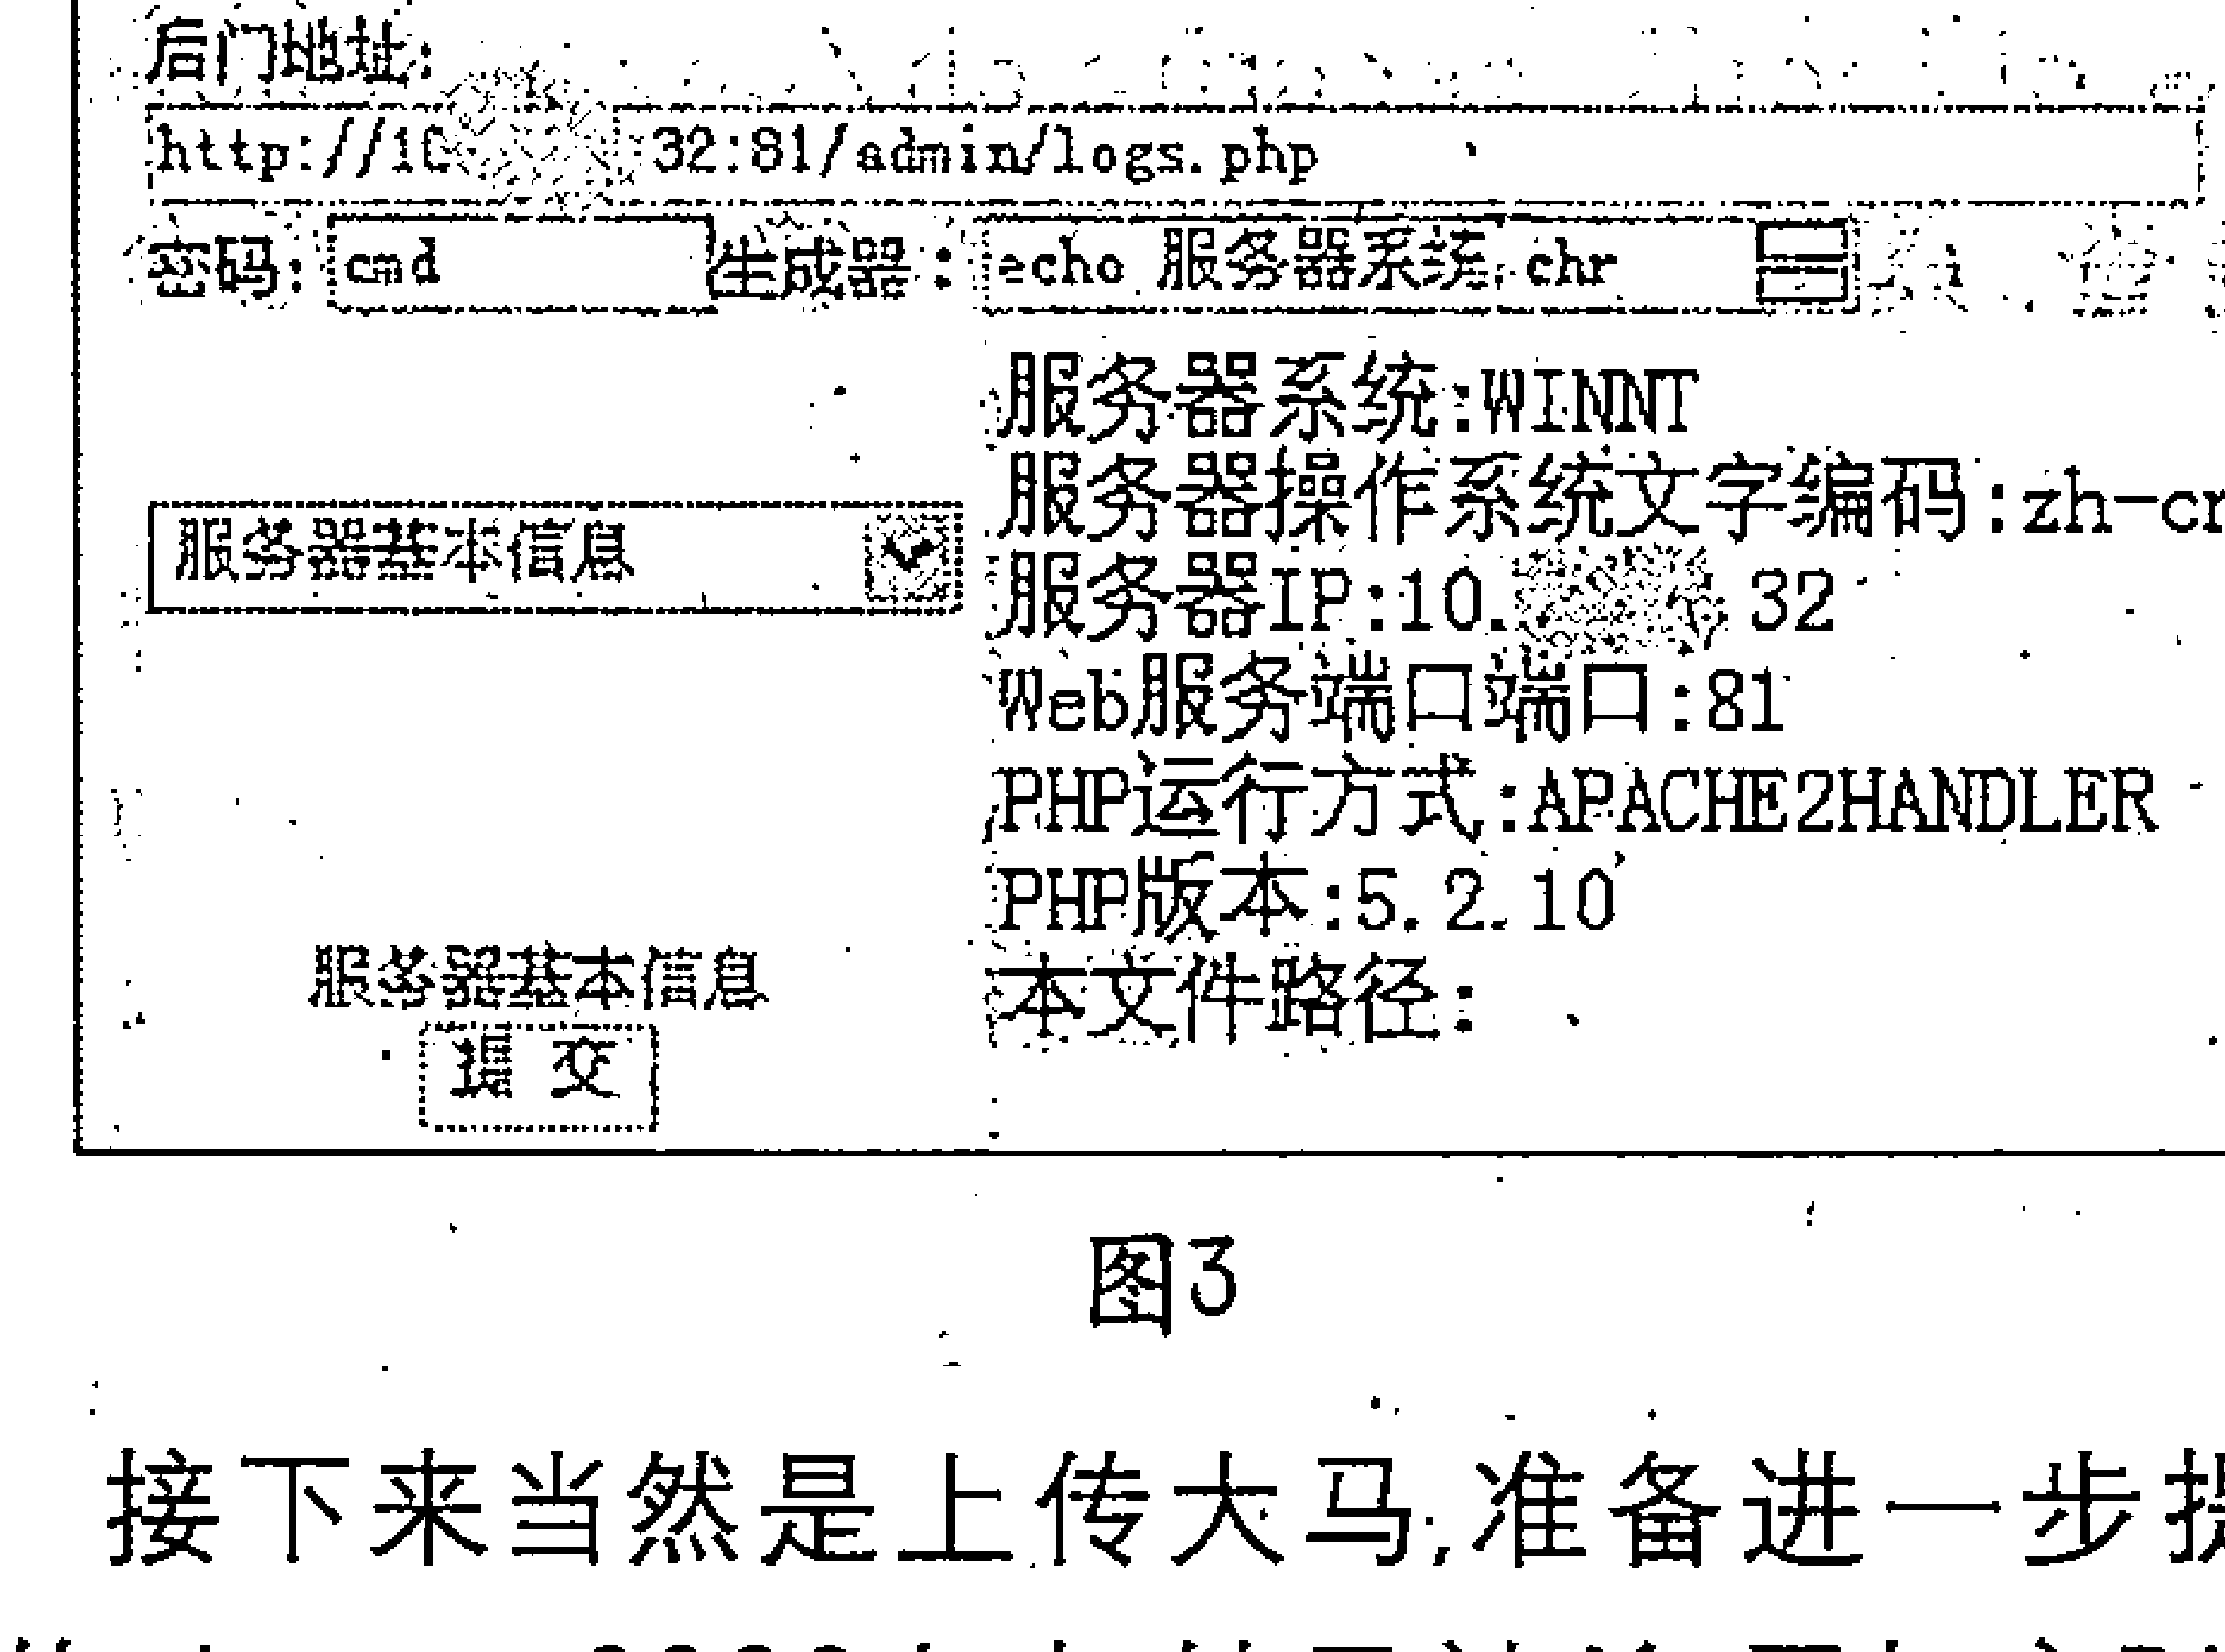 后门地址:
http://10 32:81/admin/logs.php
密码: cmd 生成器: echo 服务器系统.chr
服务器系统:WINNT
服务器操作系统文字编码:zh-cn
服务器基本信息
服务器IP:10. 32
Web服务端口端口:81
PHP运行方式:APACHE2HANDLER
PHP版本:5.2.10
服务器基本信息
本文件路径:
提 交
图3
接下来当然是上传大马,准备进一步提